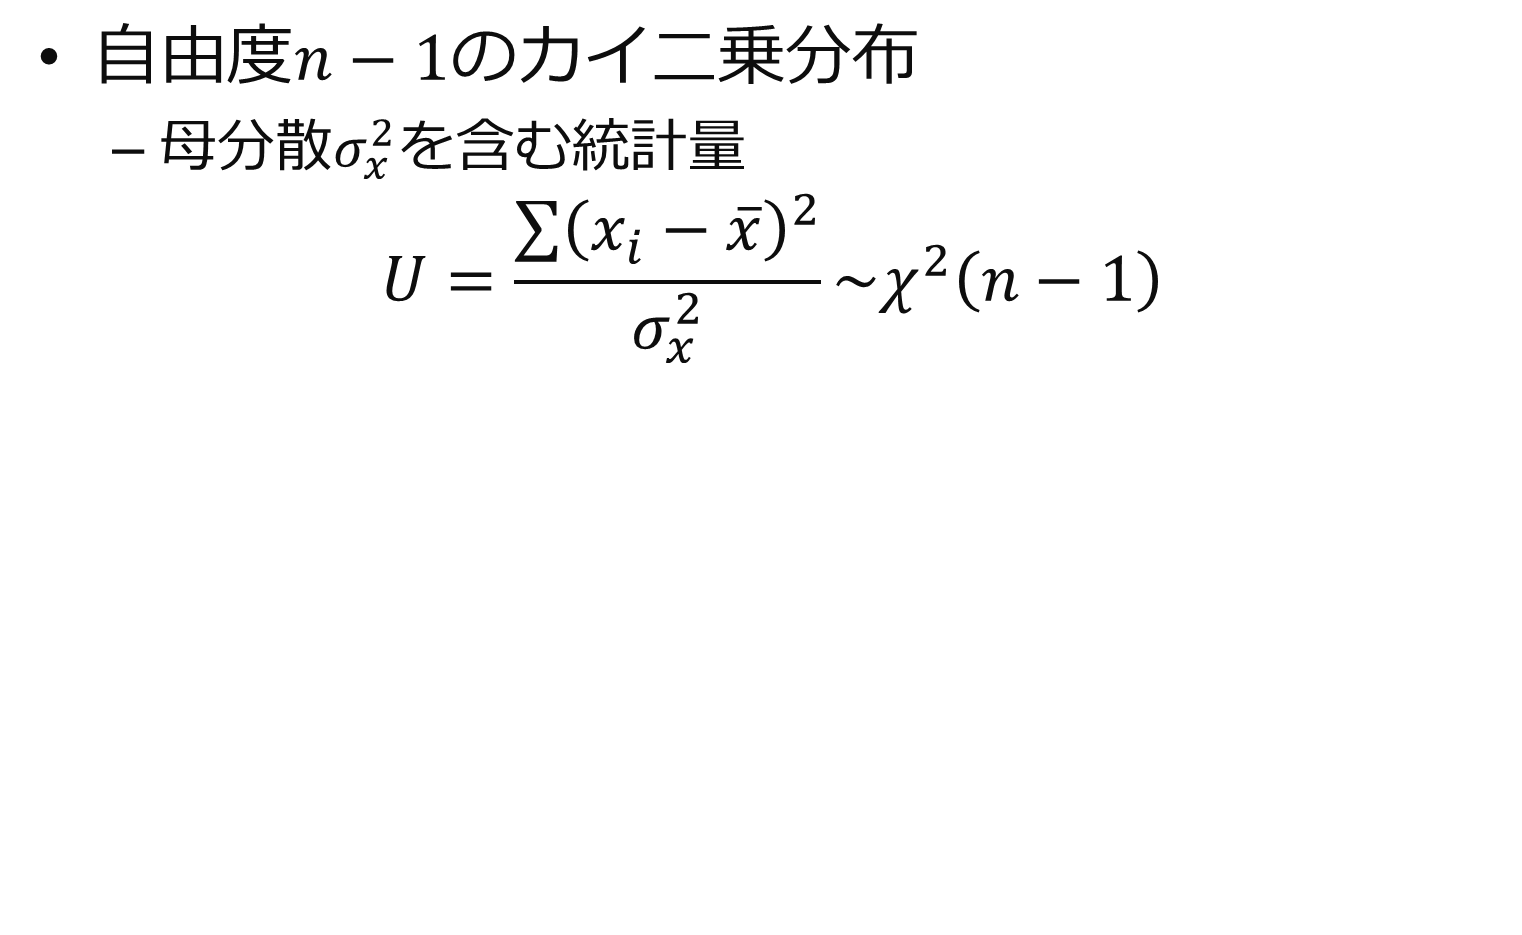 • 自由度n − 1のカイ二乗分布
– 母分散σ_x^2を含む統計量
U = ∑(x_i − x̄)^2 / σ_x^2 ~χ^2(n − 1)